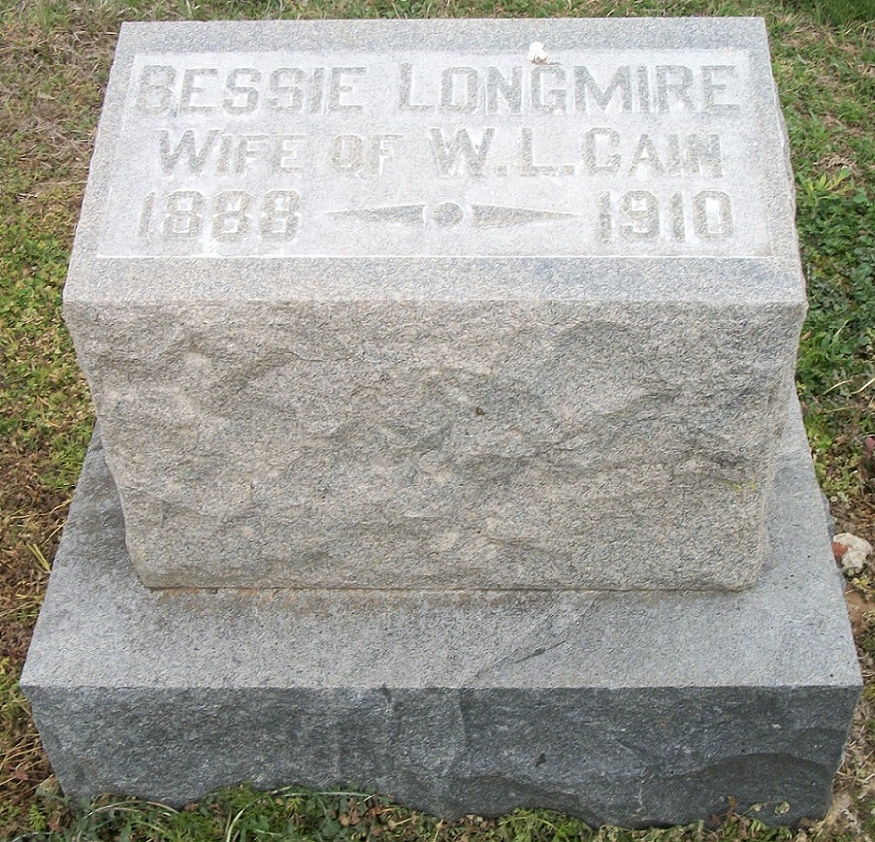 BESSIE LONGMIRE
WIFE OF W.L.CAIN
1888 1910